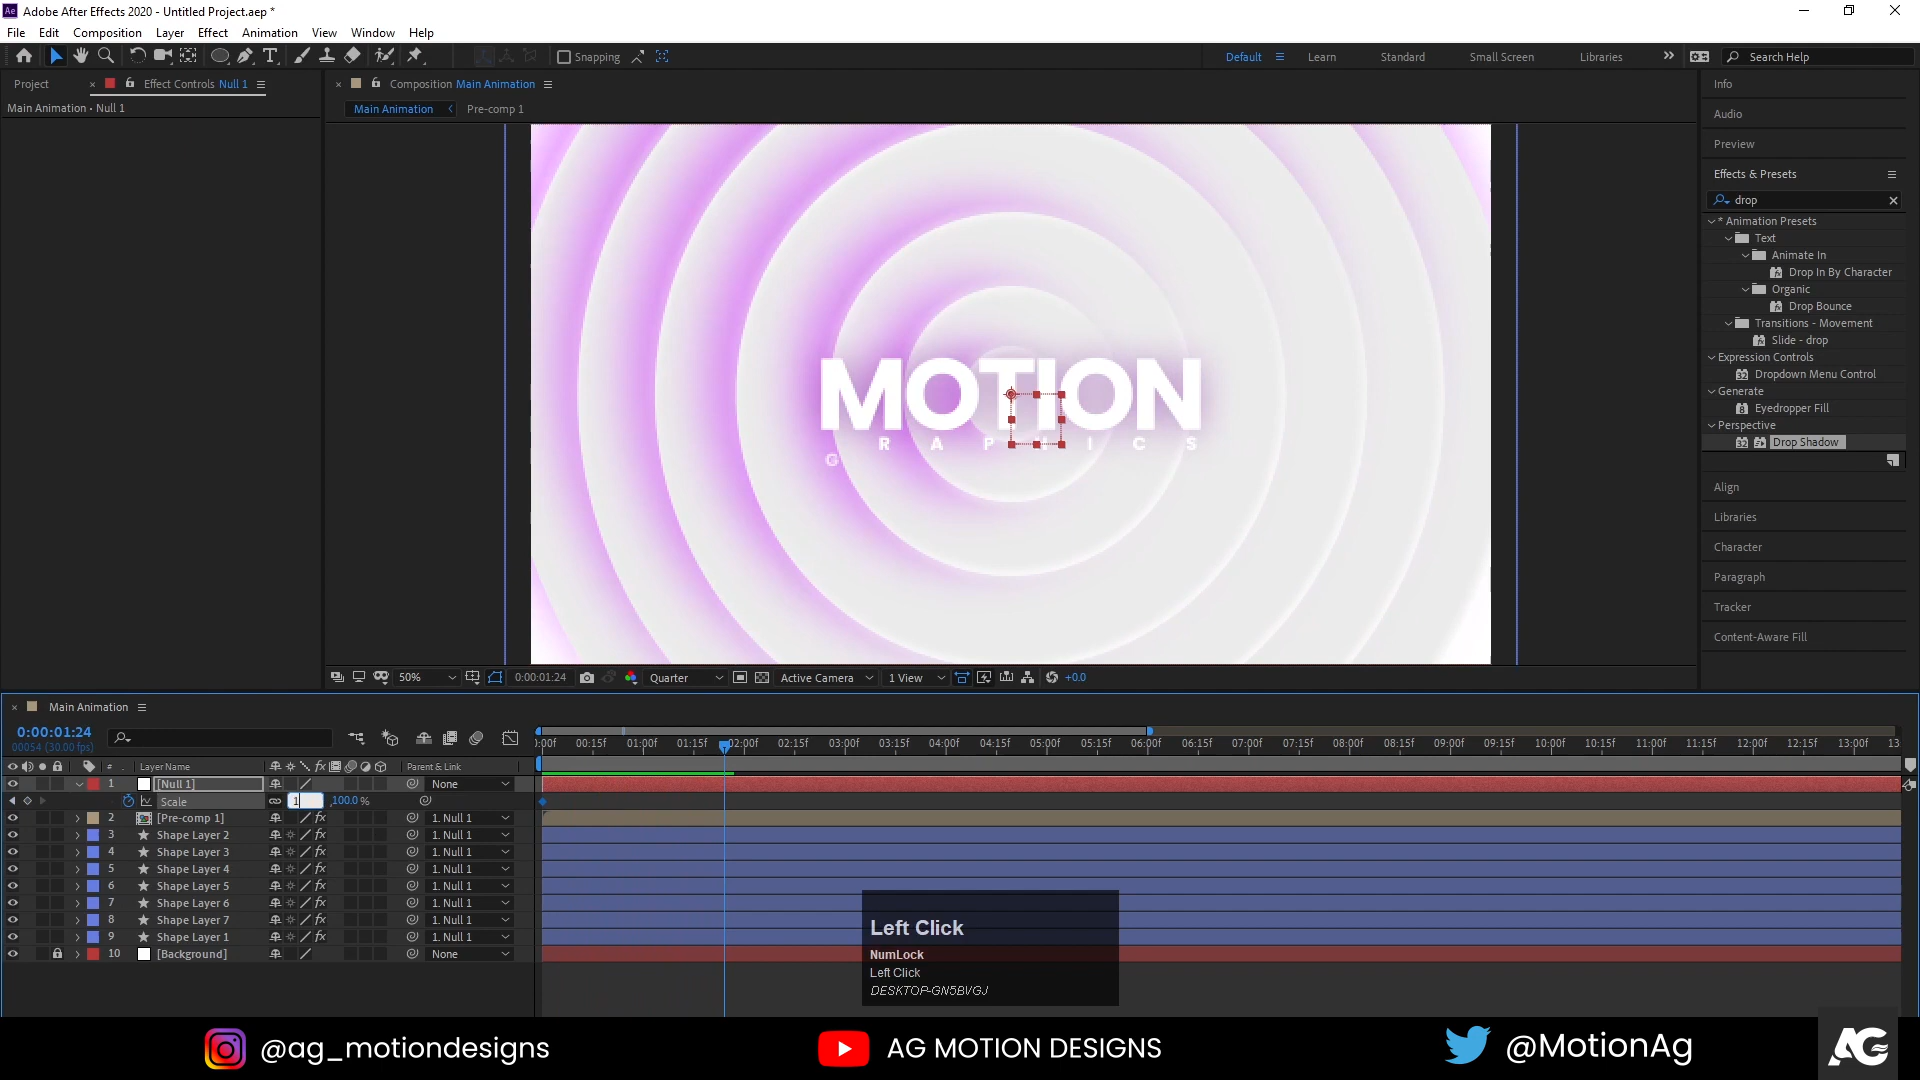 Adobe After Effects 2020 - Untitled Project.aep *
File Edit Composition Layer Effect Animation View Window Help
Snapping
Default Learn Standard Small Screen Libraries Search Help
Project Effect Controls Null 1
Main Animation • Null 1
Composition Main Animation
Main Animation Pre-comp 1
MOTION
G R A P I C S
50% 0:00:01:24 Quarter Active Camera 1 View +0.0
Info
Audio
Preview
Effects & Presets
drop
* Animation Presets
Text
Animate In
Drop In By Character
Organic
Drop Bounce
Transitions - Movement
Slide - drop
Expression Controls
Dropdown Menu Control
Generate
Eyedropper Fill
Perspective
Drop Shadow
Align
Libraries
Character
Paragraph
Tracker
Content-Aware Fill
Main Animation
0:00:01:24
00054 (30.00 fps)
:00f 00:15f 01:00f 01:15f 02:00f 02:15f 03:00f 03:15f 04:00f 04:15f 05:00f 05:15f 06:00f 06:15f 07:00f 07:15f 08:00f 08:15f 09:00f 09:15f 10:00f 10:15f 11:00f 11:15f 12:00f 12:15f 13:00f 13
# Layer Name fx Parent & Link
1 [Null 1] None
Scale 1 ,100.0 %
2 [Pre-comp 1] fx 1. Null 1
3 Shape Layer 2 fx 1. Null 1
4 Shape Layer 3 fx 1. Null 1
5 Shape Layer 4 fx 1. Null 1
6 Shape Layer 5 fx 1. Null 1
7 Shape Layer 6 fx 1. Null 1
8 Shape Layer 7 fx 1. Null 1
9 Shape Layer 1 fx 1. Null 1
10 [Background] None
Left Click
NumLock
Left Click
DESKTOP-GN5BVGJ
@ag_motiondesigns AG MOTION DESIGNS @MotionAg AG